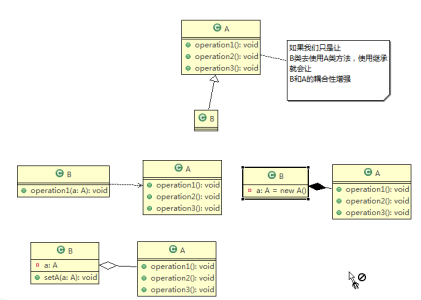 C A
operation1(): void
operation2(): void
operation3(): void
如果我们只是让
B类去使用A类方法，使用继承
就会让
B和A的耦合性增强
C B
C B
operation1(a: A): void
C A
operation1(): void
operation2(): void
operation3(): void
C B
a: A = new A()
C A
operation1(): void
operation2(): void
operation3(): void
C B
a: A
setA(a: A): void
C A
operation1(): void
operation2(): void
operation3(): void